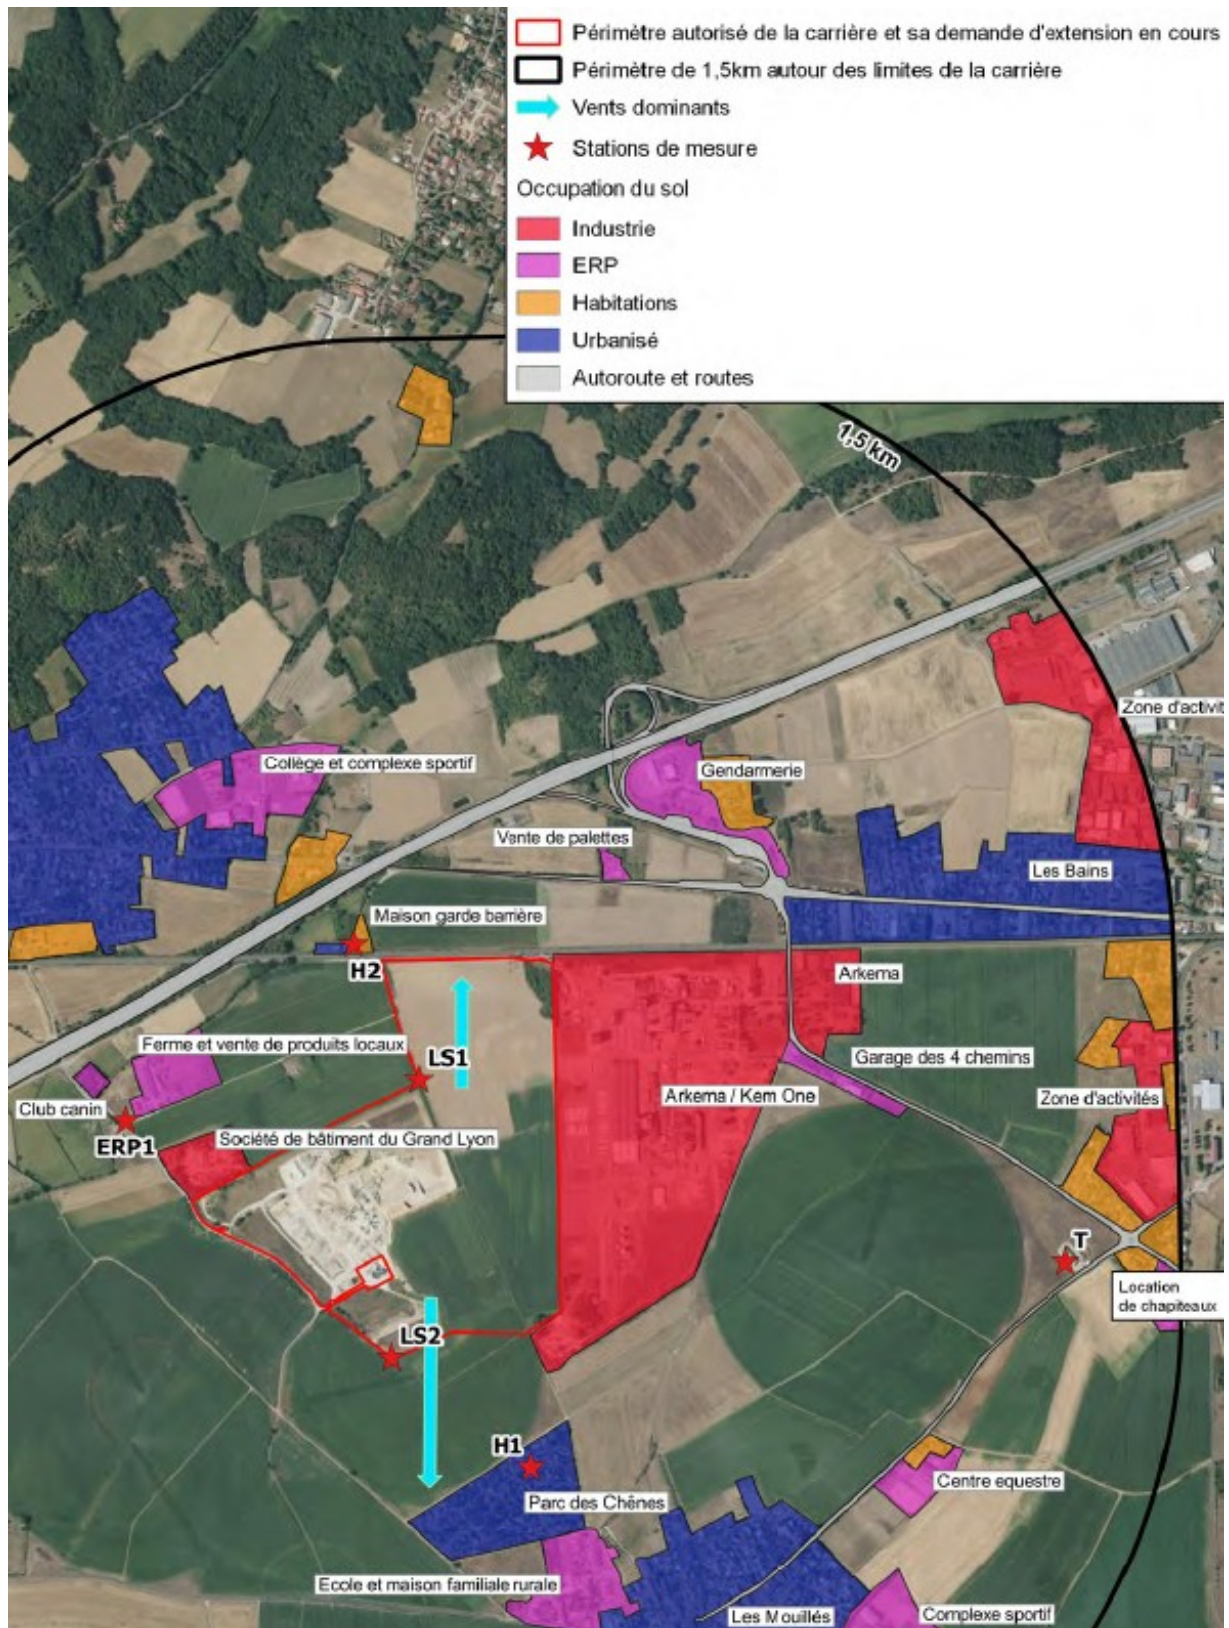 Périmètre autorisé de la carrière et sa demande d'extension en cours
Périmètre de 1,5km autour des limites de la carrière
Vents dominants
Stations de mesure
Occupation du sol
Industrie
ERP
Habitations
Urbanisé
Autoroute et routes
1,5 km
Zone d'activit
Collège et complexe sportif
Gendarmerie
Vente de palettes
Les Bains
Maison garde barrière
H2
Arkema
Ferme et vente de produits locaux
LS1
Garage des 4 chemins
Club canin
Arkema / Kem One
Zone d'activités
ERP1
Société de bâtiment du Grand Lyon
T
Location
de chapiteaux
LS2
H1
Centre equestre
Parc des Chênes
Ecole et maison familiale rurale
Les Mouillés
Complexe sportif